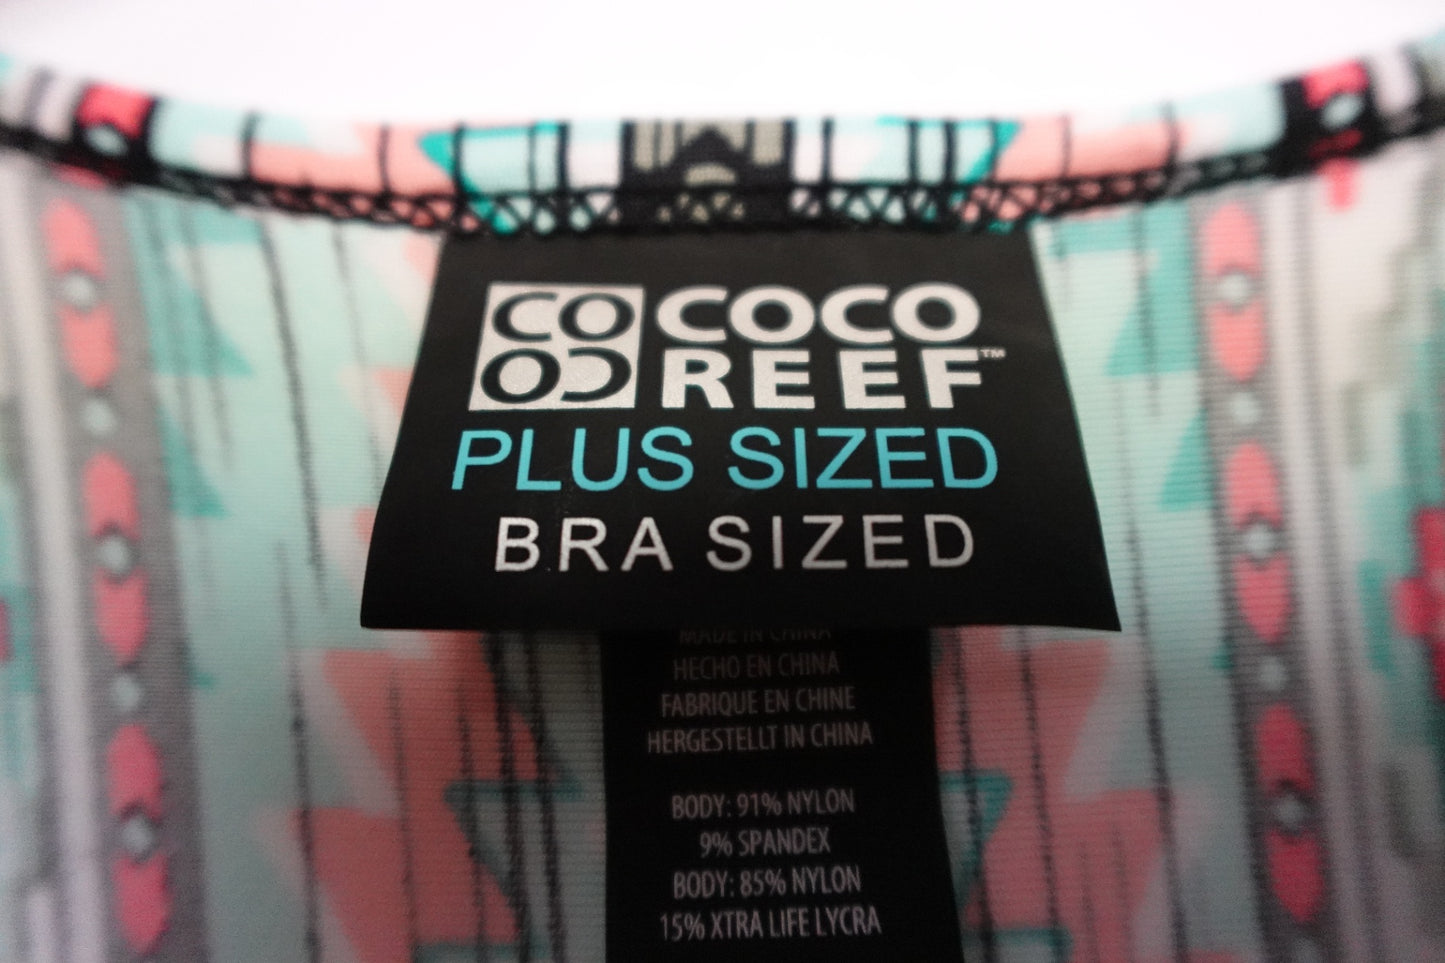 CO
OC
COCO
REEF™
PLUS SIZED
BRA SIZED
MADE IN CHINA
HECHO EN CHINA
FABRIQUE EN CHINE
HERGESTELLT IN CHINA
BODY: 91% NYLON
9% SPANDEX
BODY: 85% NYLON
15% XTRA LIFE LYCRA